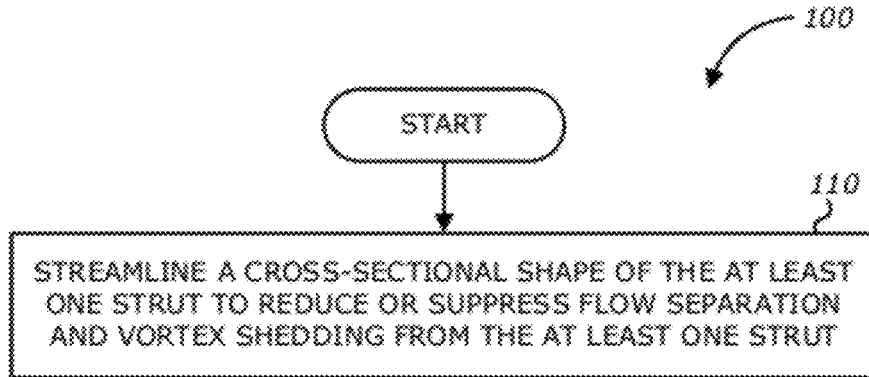 100
START
110
STREAMLINE A CROSS-SECTIONAL SHAPE OF THE AT LEAST
ONE STRUT TO REDUCE OR SUPPRESS FLOW SEPARATION
AND VORTEX SHEDDING FROM THE AT LEAST ONE STRUT